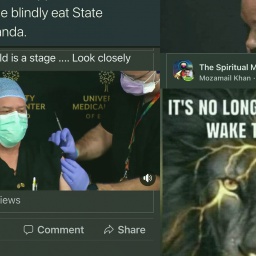 e blindly eat State
anda.
ld is a stage .... Look closely
TY
UNIVE
NTER
MEDICA
OF E
iews
Comment
Share
The Spiritual M
Mozamail Khan ·
IT'S NO LONG
WAKE T